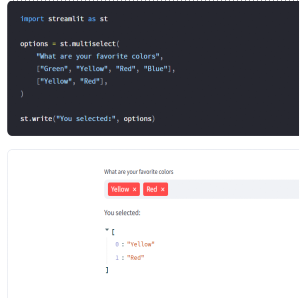 import streamlit as st
options = st.multiselect(
"What are your favorite colors",
["Green", "Yellow", "Red", "Blue"],
["Yellow", "Red"],
)
st.write("You selected:", options)
What are your favorite colors
Yellow × Red ×
You selected:
[
0 : "Yellow"
1 : "Red"
]